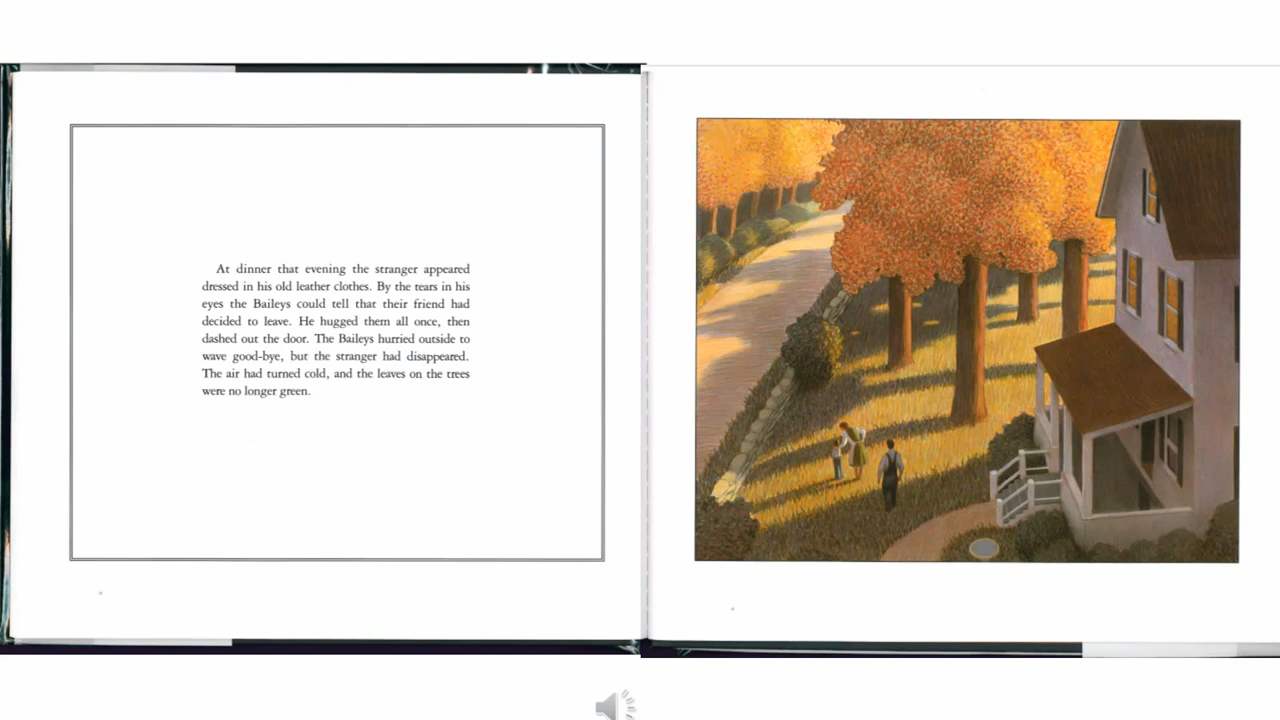 At dinner that evening the stranger appeared
dressed in his old leather clothes. By the tears in his
eyes the Baileys could tell that their friend had
decided to leave. He hugged them all once, then
dashed out the door. The Baileys hurried outside to
wave good-bye, but the stranger had disappeared.
The air had turned cold, and the leaves on the trees
were no longer green.